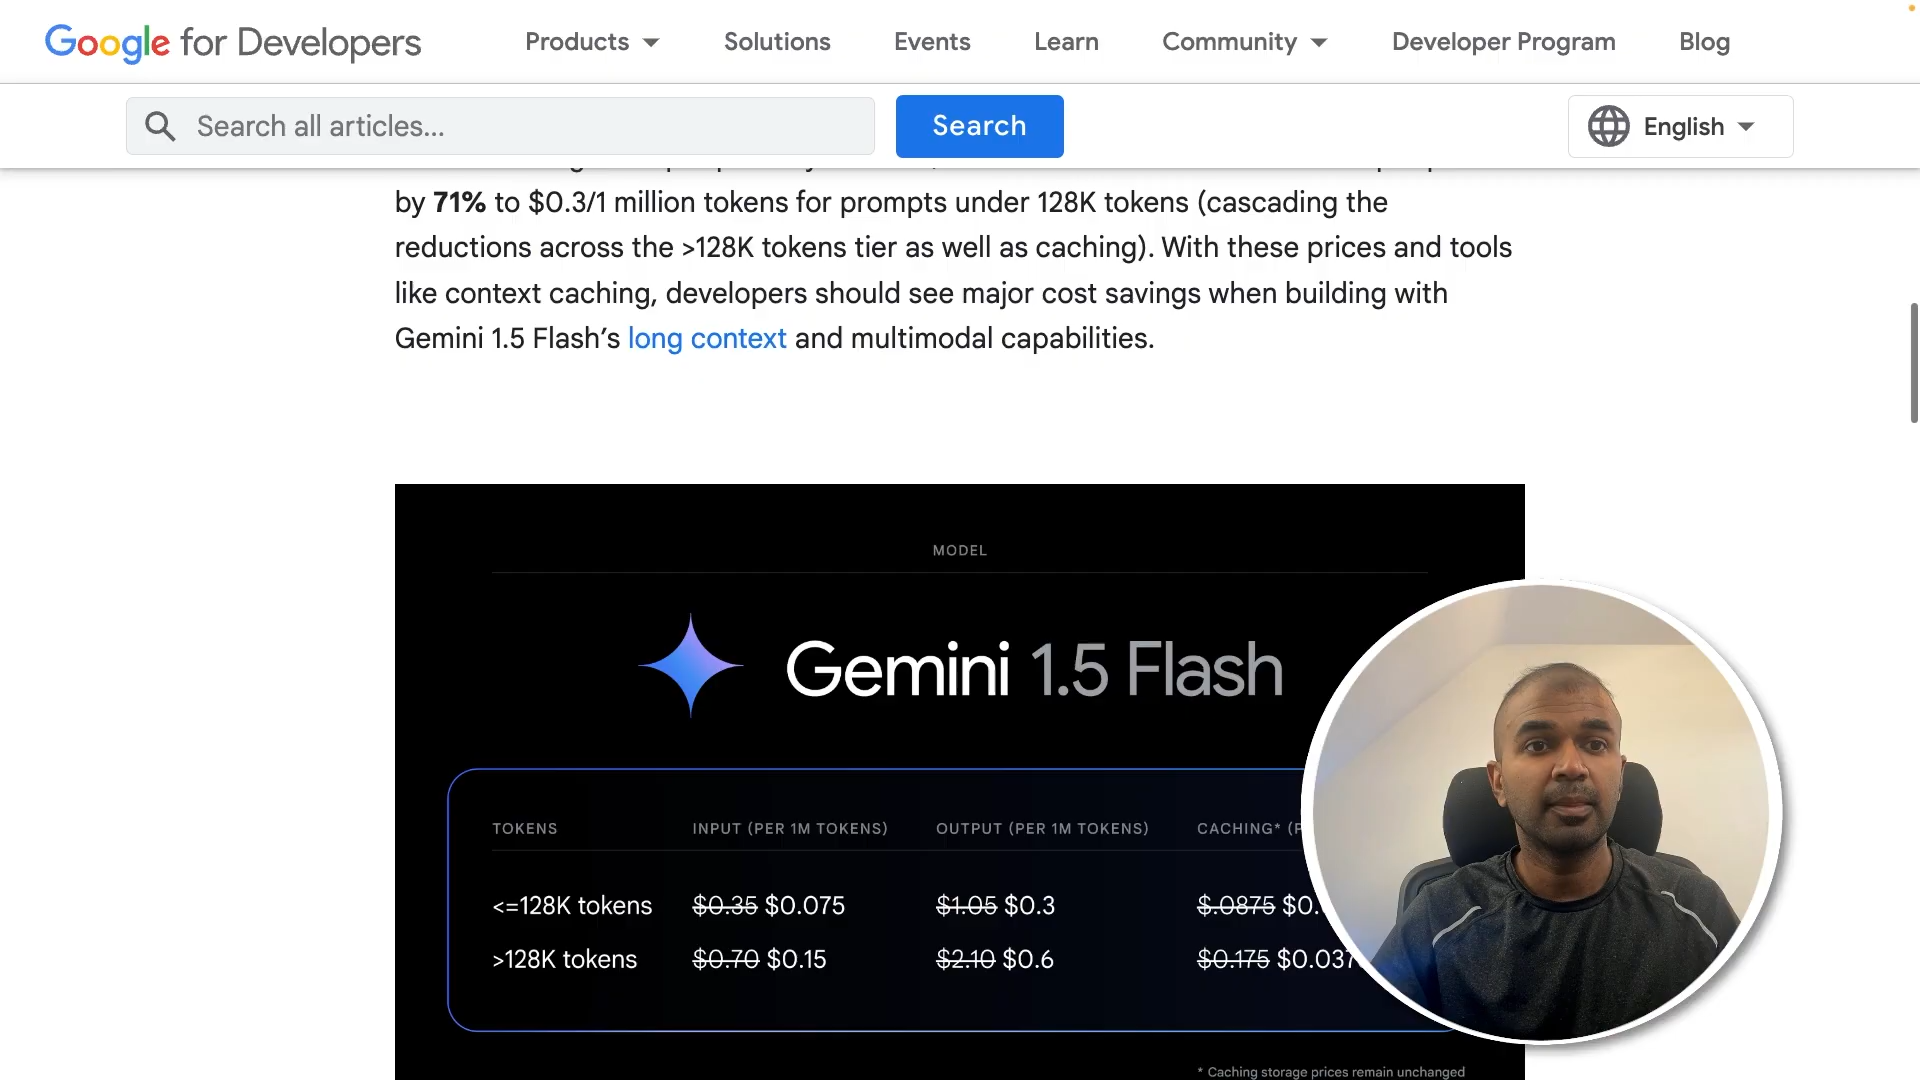 Google for Developers Products Solutions Events Learn Community Developer Program Blog
Search all articles... Search English
by 71% to $0.3/1 million tokens for prompts under 128K tokens (cascading the
reductions across the >128K tokens tier as well as caching). With these prices and tools
like context caching, developers should see major cost savings when building with
Gemini 1.5 Flash’s long context and multimodal capabilities.
MODEL
Gemini 1.5 Flash
TOKENS INPUT (PER 1M TOKENS) OUTPUT (PER 1M TOKENS) CACHING*
<=128K tokens $0.35 $0.075 $1.05 $0.3 $.0875
>128K tokens $0.70 $0.15 $2.10 $0.6 $0.175
* Caching storage prices remain unchanged